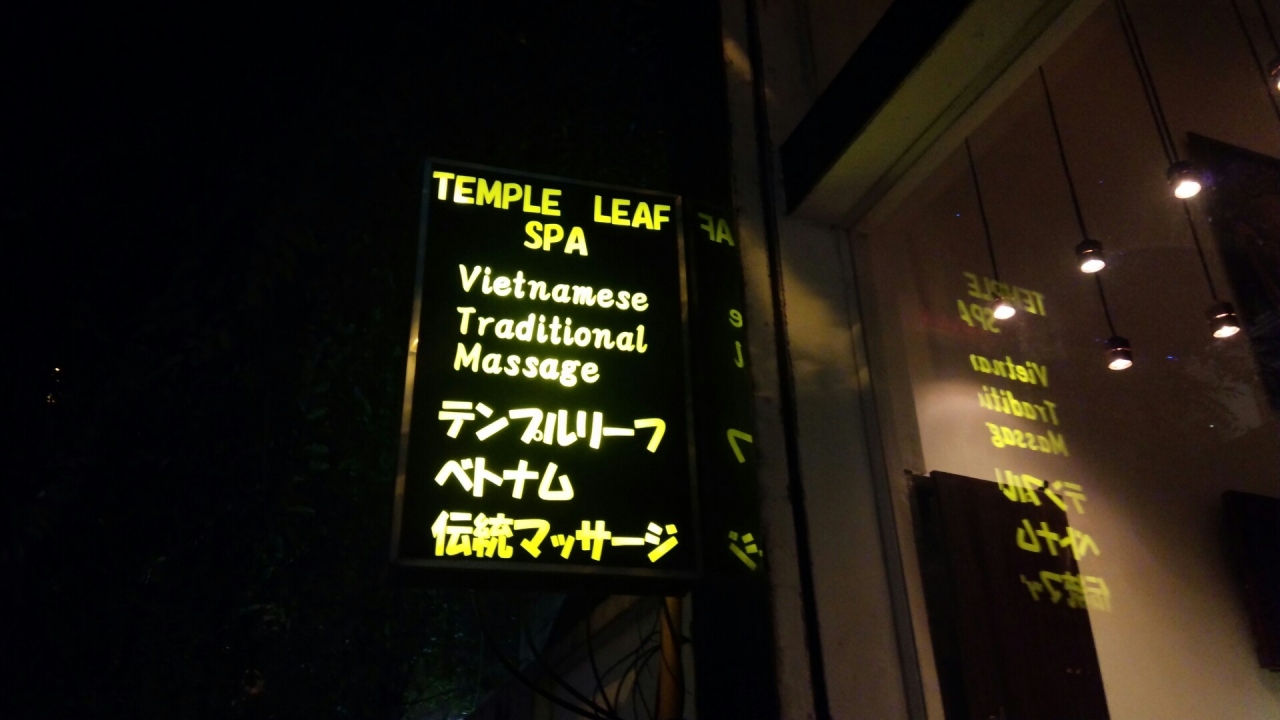 TEMPLE LEAF
SPA
Vietnamese
Traditional
Massage
テンプルリーフ
ベトナム
伝統マッサージ